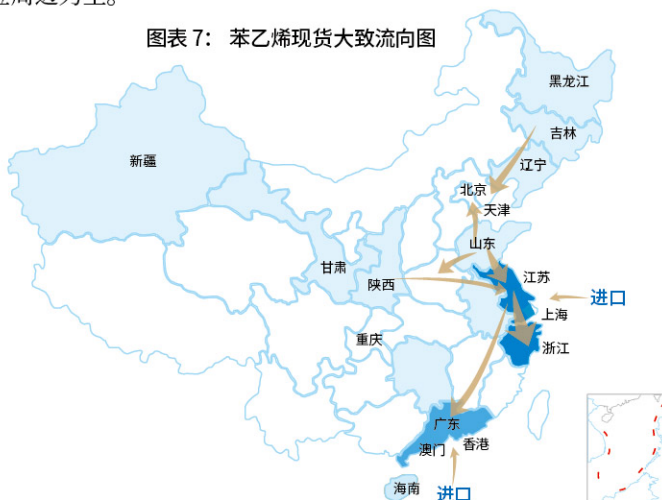 图表 7： 苯乙烯现货大致流向图
黑龙江
吉林
辽宁
新疆
北京
天津
山东
甘肃
陕西
江苏
进口
上海
重庆
浙江
广东
香港
澳门
海南
进口